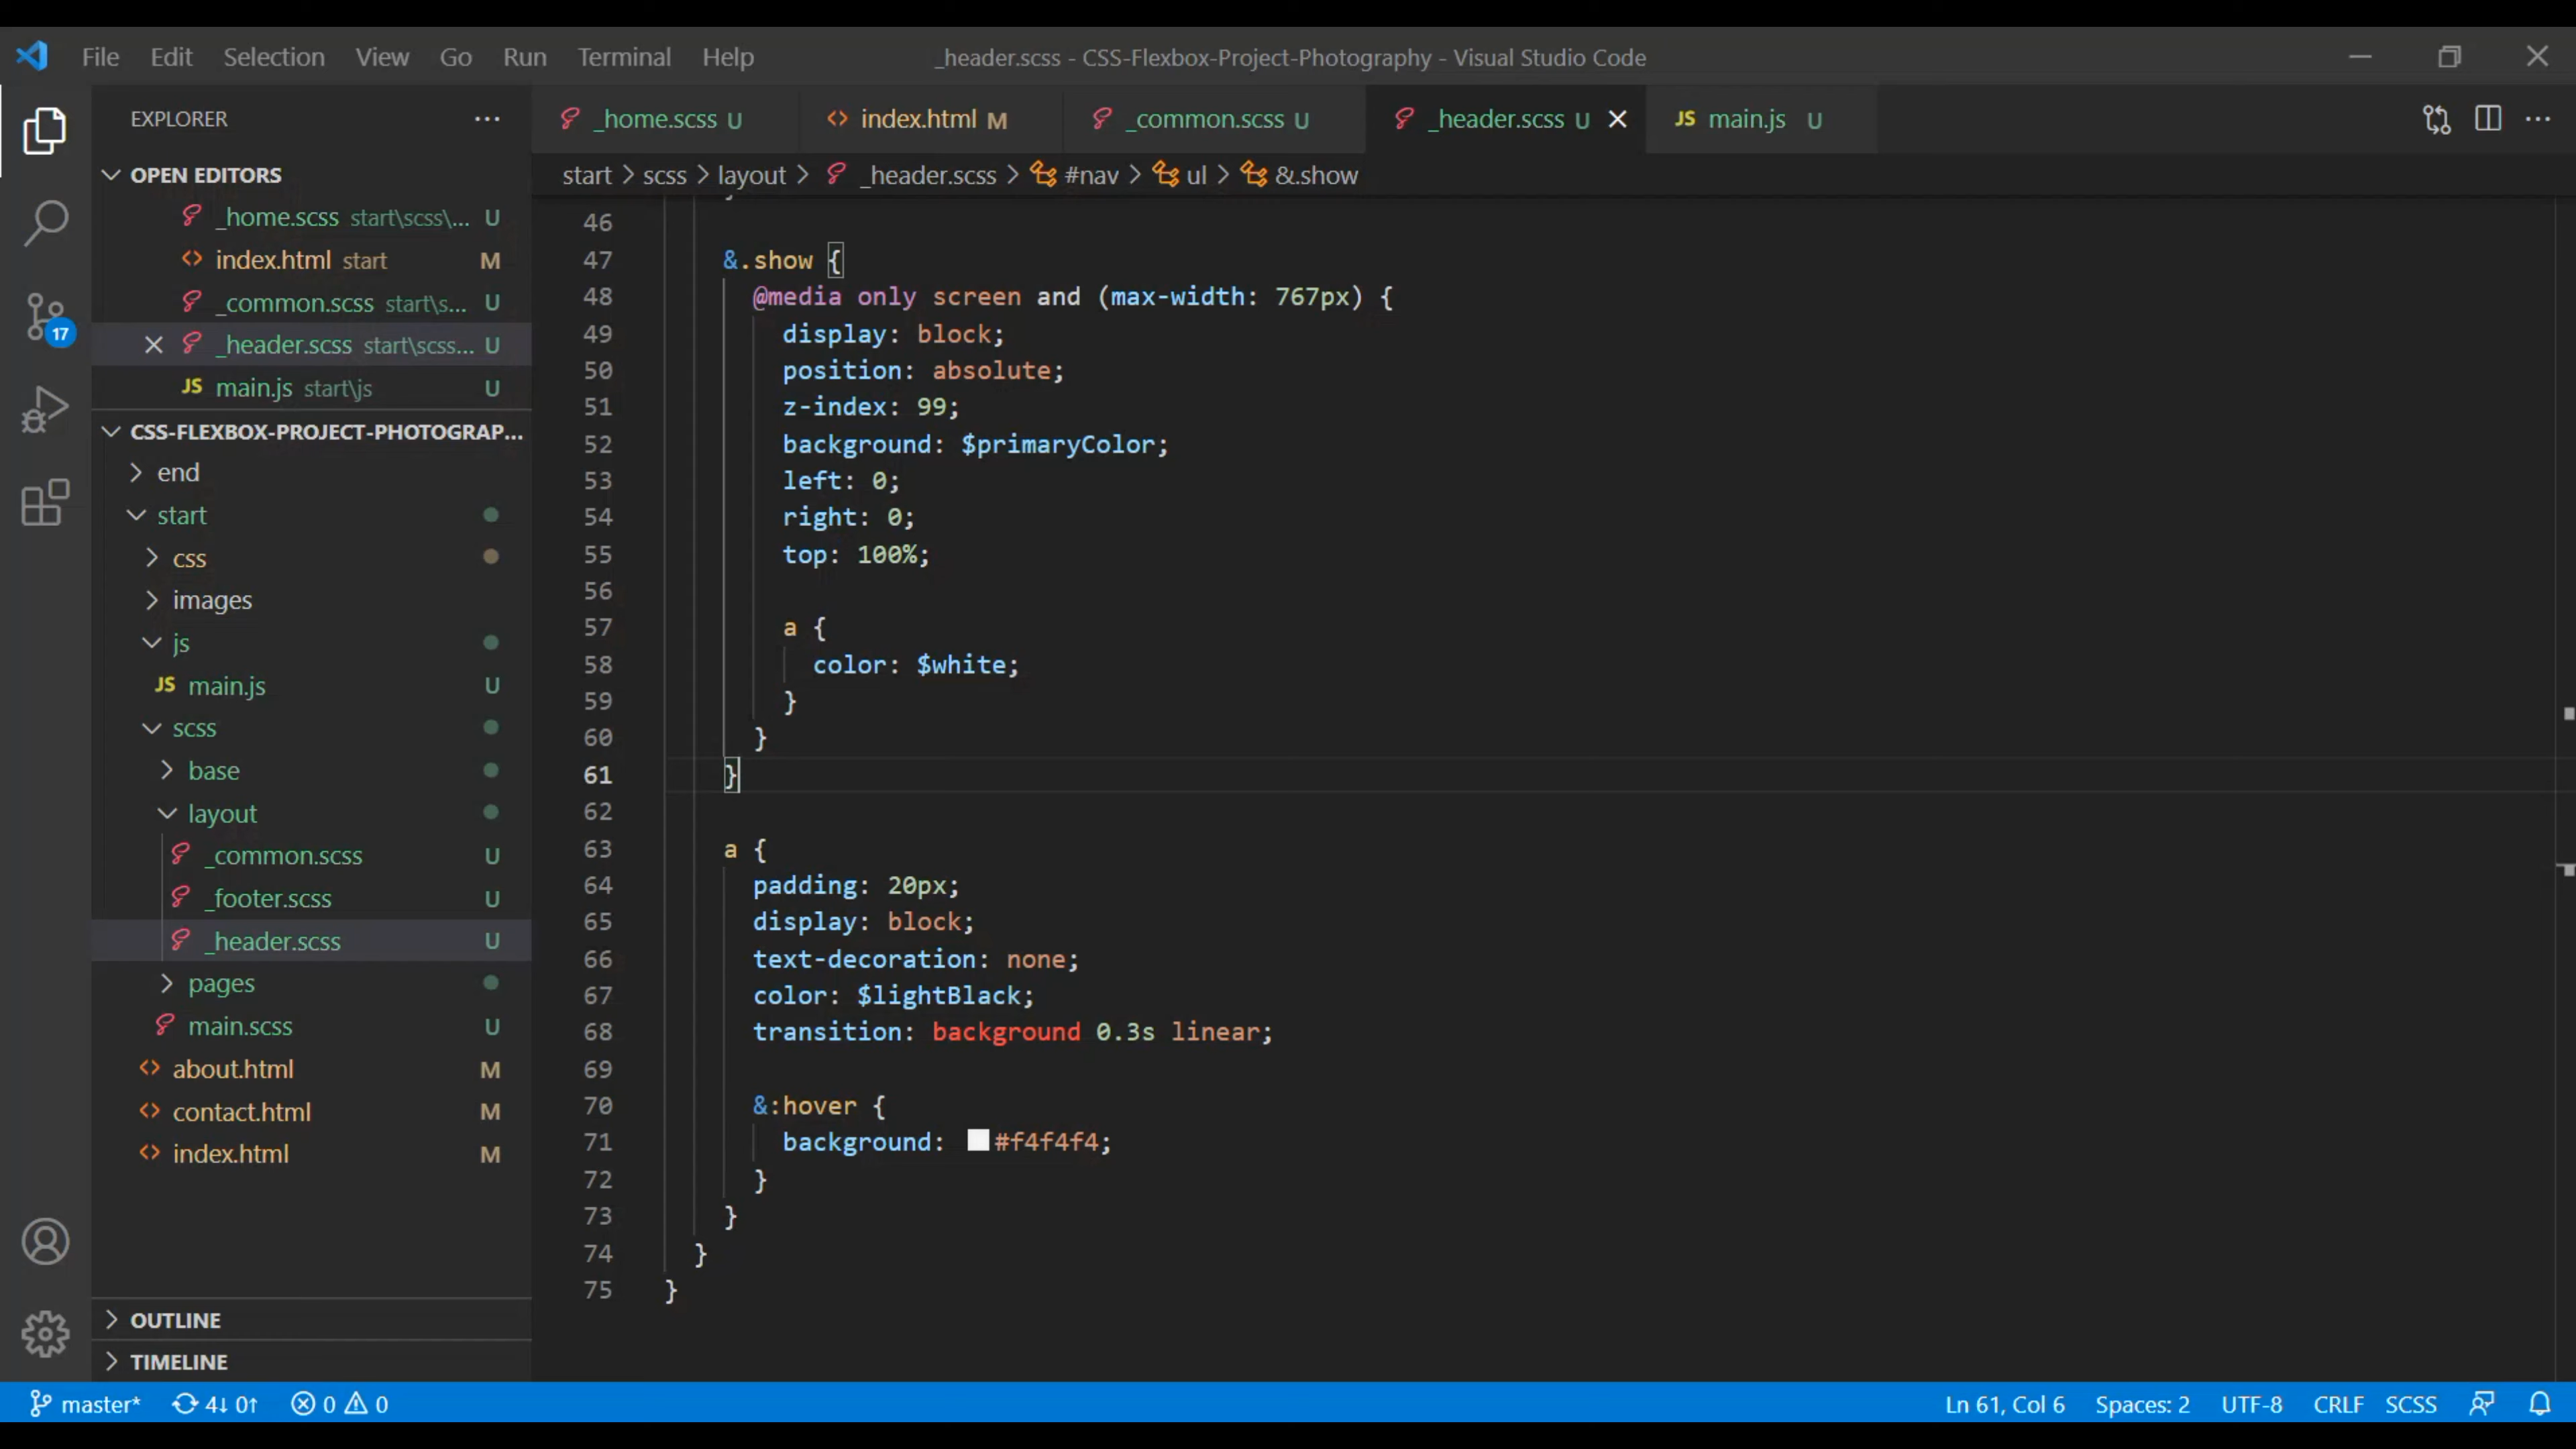 File Edit Selection View Go Run Terminal Help
_header.scss - CSS-Flexbox-Project-Photography - Visual Studio Code
EXPLORER
OPEN EDITORS
_home.scss start\scss\... U
index.html start M
_common.scss start\s... U
_header.scss start\scss... U
JS main.js start\js U
17
CSS-FLEXBOX-PROJECT-PHOTOGRAP...
end
start
css
images
js
JS main.js U
scss
base
layout
_common.scss U
_footer.scss U
_header.scss U
pages
main.scss U
about.html M
contact.html M
index.html M
OUTLINE
TIMELINE
_home.scss U index.html M _common.scss U _header.scss U JS main.js U
start > scss > layout > _header.scss > #nav > ul > &.show
46
47 &.show {
48 @media only screen and (max-width: 767px) {
49 display: block;
50 position: absolute;
51 z-index: 99;
52 background: $primaryColor;
53 left: 0;
54 right: 0;
55 top: 100%;
56
57 a {
58 color: $white;
59 }
60 }
61 }
62
63 a {
64 padding: 20px;
65 display: block;
66 text-decoration: none;
67 color: $lightBlack;
68 transition: background 0.3s linear;
69
70 &:hover {
71 background: #f4f4f4;
72 }
73 }
74 }
75 }
master* 4↓ 0↑ 0 0 Ln 61, Col 6 Spaces: 2 UTF-8 CRLF SCSS